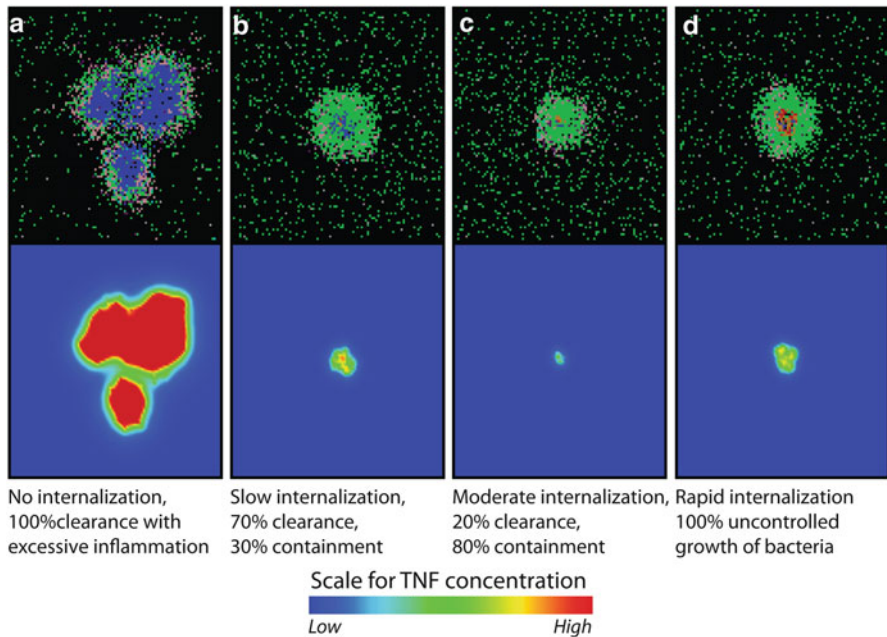 a
b
c
d
No internalization,
100%clearance with
excessive inflammation
Slow internalization,
70% clearance,
30% containment
Moderate internalization,
20% clearance,
80% containment
Rapid internalization
100% uncontrolled
growth of bacteria
Scale for TNF concentration
Low
High